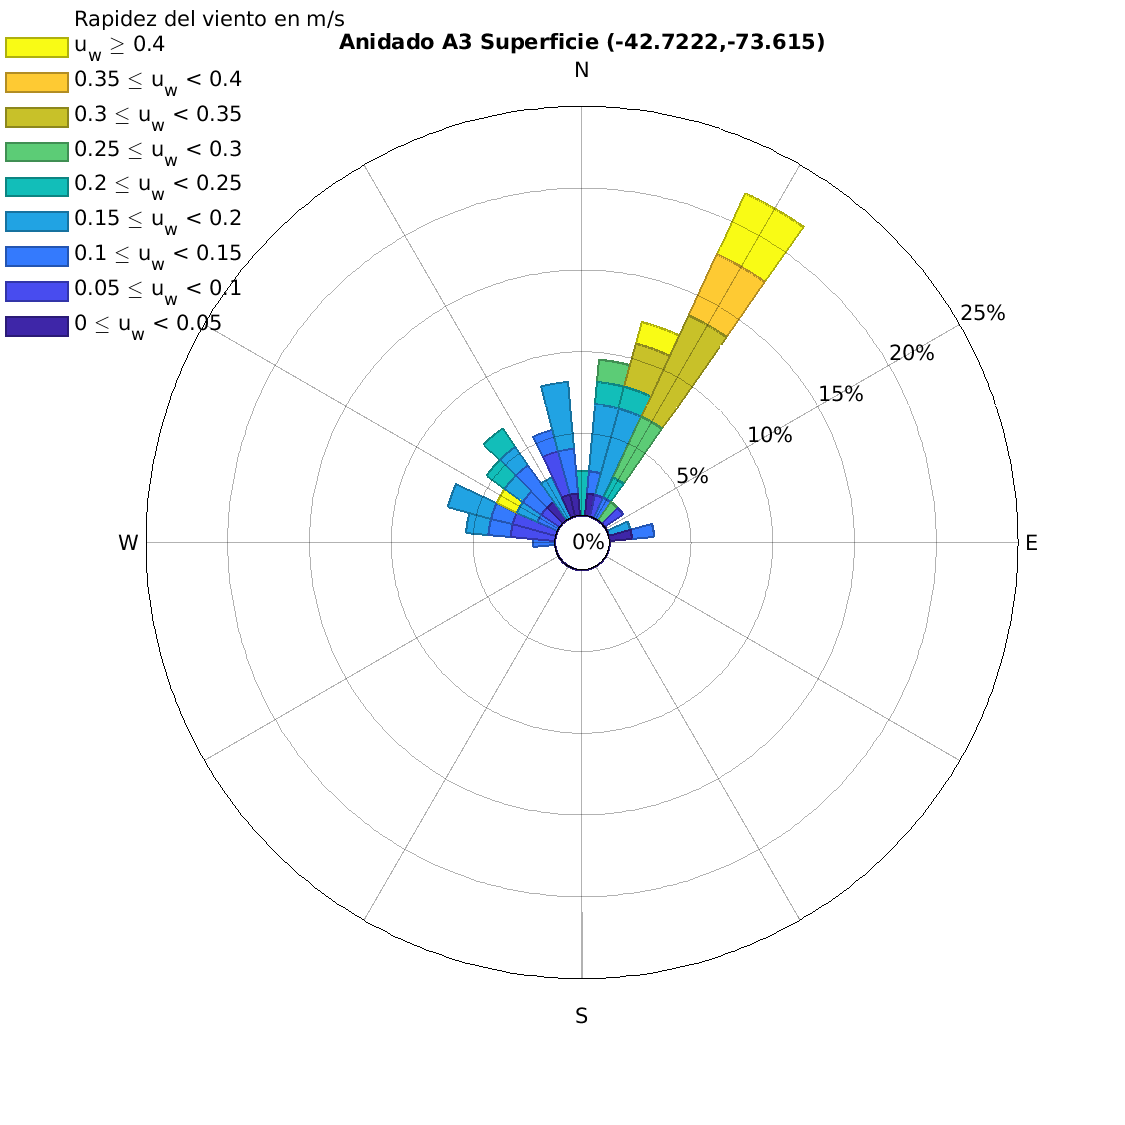 Rapidez del viento en m/s
u_w ≥ 0.4
0.35 ≤ u_w < 0.4
0.3 ≤ u_w < 0.35
0.25 ≤ u_w < 0.3
0.2 ≤ u_w < 0.25
0.15 ≤ u_w < 0.2
0.1 ≤ u_w < 0.15
0.05 ≤ u_w < 0.1
0 ≤ u_w < 0.05
Anidado A3 Superficie (-42.7222,-73.615)
N
25%
20%
15%
10%
5%
W
0%
E
S